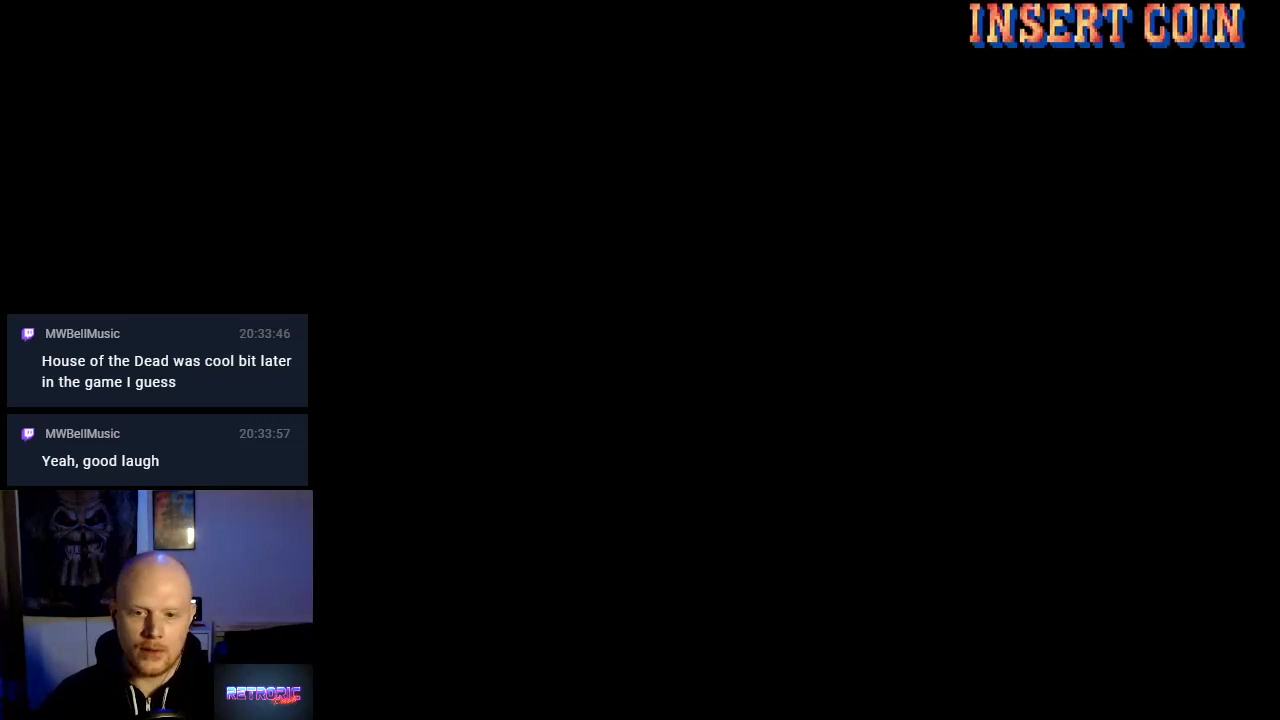 INSERT COIN
MWBellMusic 20:33:46
House of the Dead was cool bit later
in the game I guess
MWBellMusic 20:33:57
Yeah, good laugh
RETRORIC